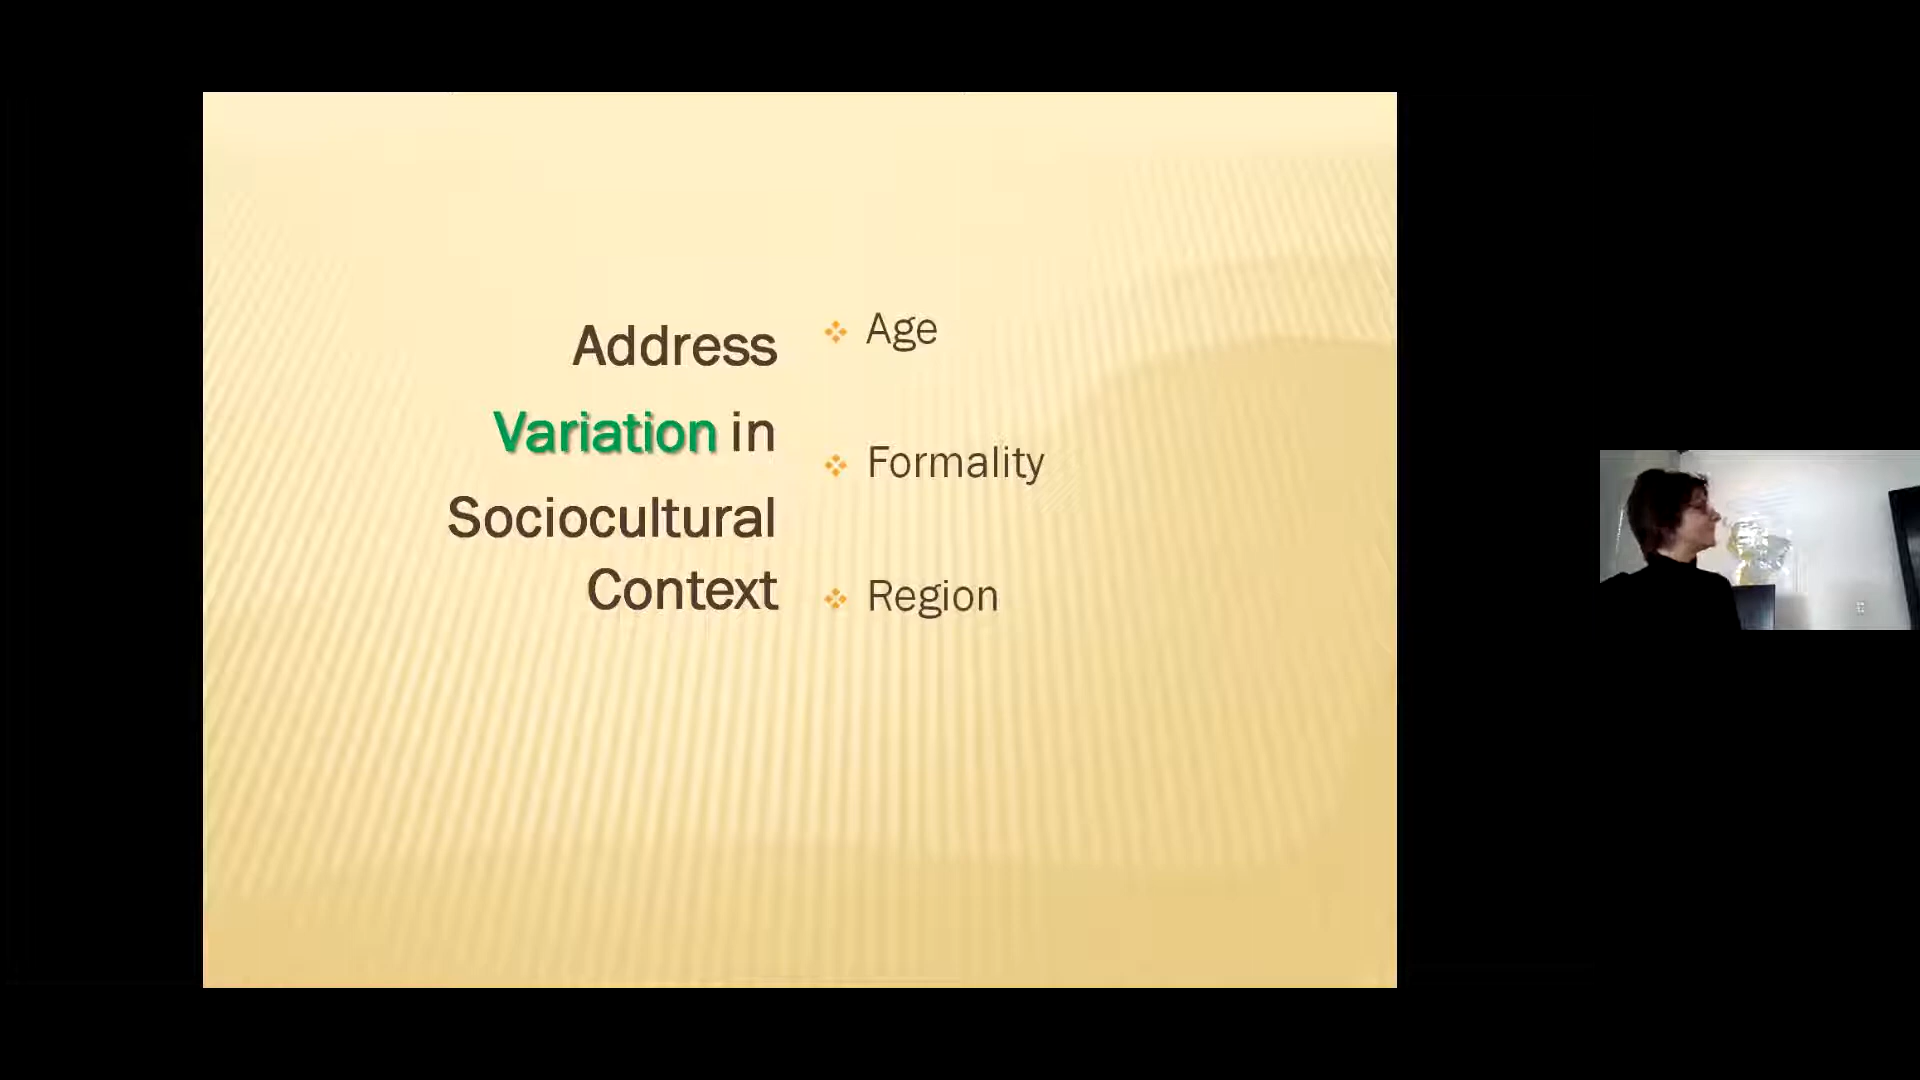 Address
Variation in
Sociocultural
Context
Age
Formality
Region